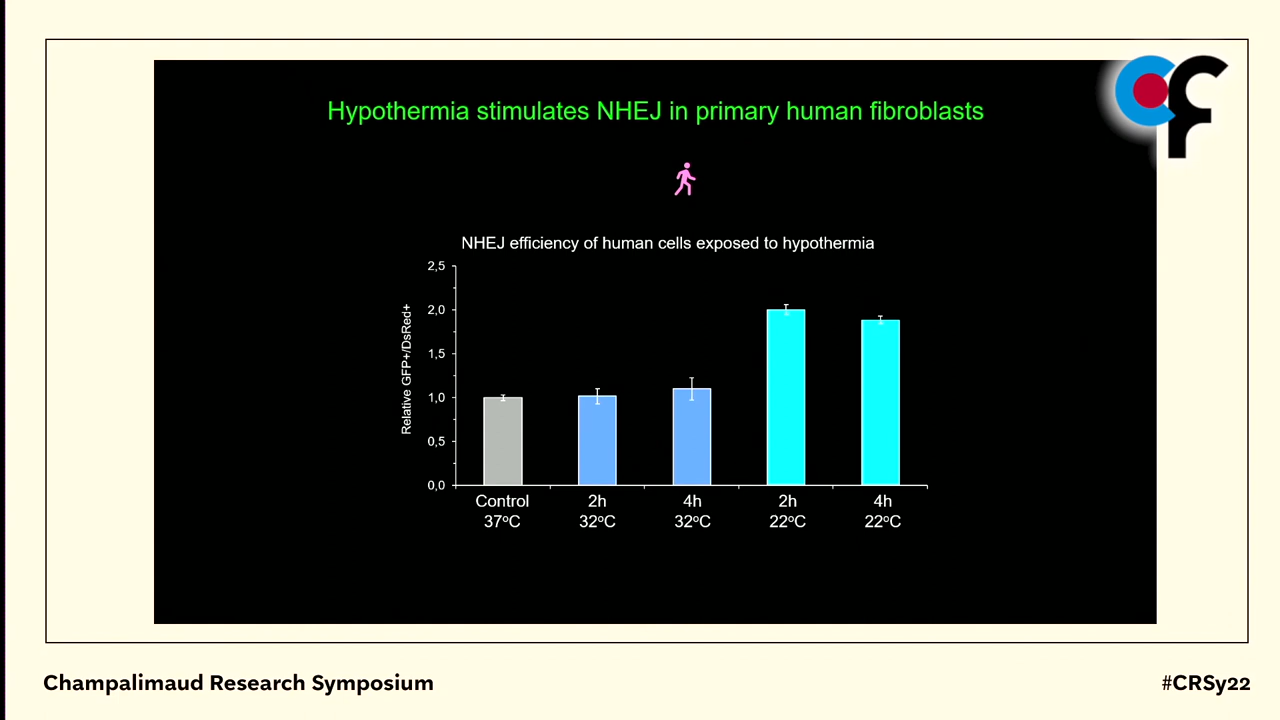 Hypothermia stimulates NHEJ in primary human fibroblasts
NHEJ efficiency of human cells exposed to hypothermia
Relative GFP+/DsRed+
2,5
2,0
1,5
1,0
0,5
0,0
Control 2h 4h 2h 4h
37ºC 32ºC 32ºC 22ºC 22ºC
cf
Champalimaud Research Symposium
#CRSy22